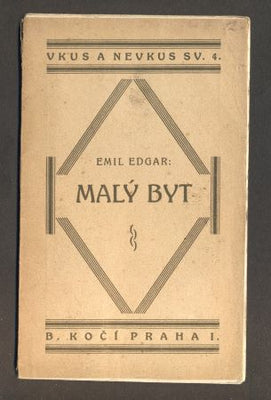 VKUS A NEVKUS SV. 4.
EMIL EDGAR:
MALÝ BYT
B. KOČÍ PRAHA I.